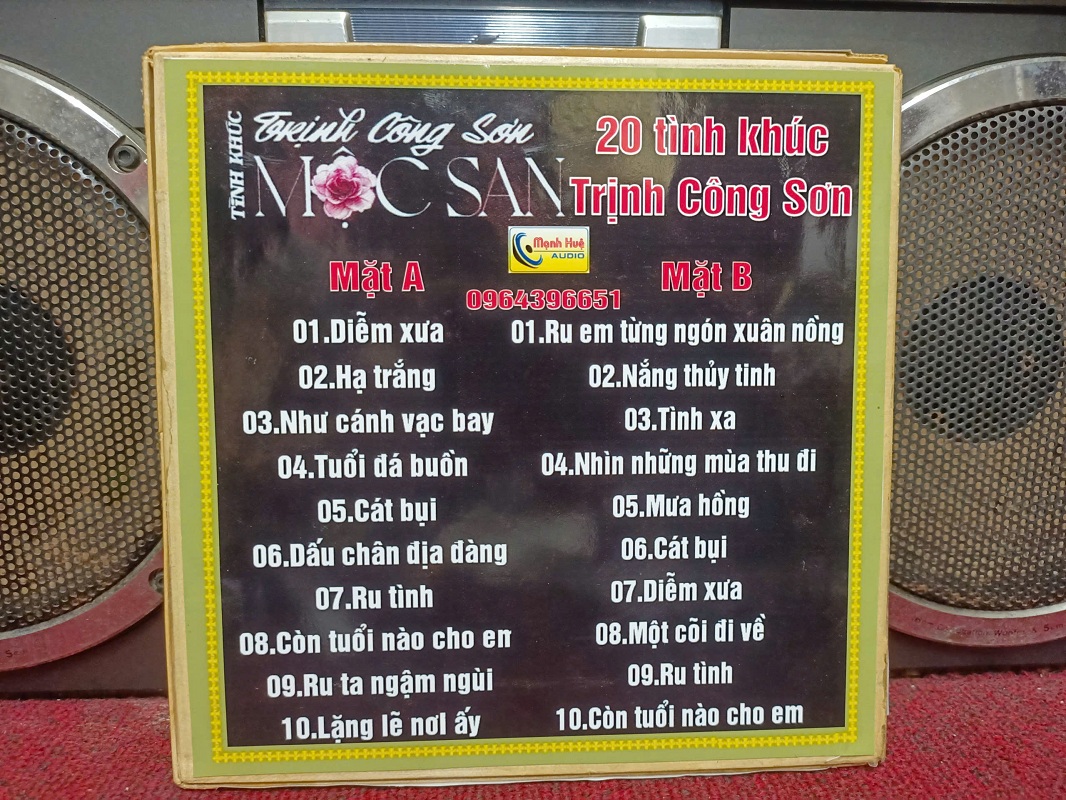 TÌNH KHÚC
Trịnh Công Sơn
MỘC SAN
20 tình khúc
Trịnh Công Sơn
Mạnh Huệ
AUDIO
Mặt A
Mặt B
0964396651
01.Diễm xưa
02.Hạ trắng
03.Như cánh vạc bay
04.Tuổi đá buồn
05.Cát bụi
06.Dấu chân địa đàng
07.Ru tình
08.Còn tuổi nào cho em
09.Ru ta ngậm ngùi
10.Lặng lẽ nơi ấy
01.Ru em từng ngón xuân nồng
02.Nắng thủy tinh
03.Tình xa
04.Nhìn những mùa thu đi
05.Mưa hồng
06.Cát bụi
07.Diễm xưa
08.Một cõi đi về
09.Ru tình
10.Còn tuổi nào cho em